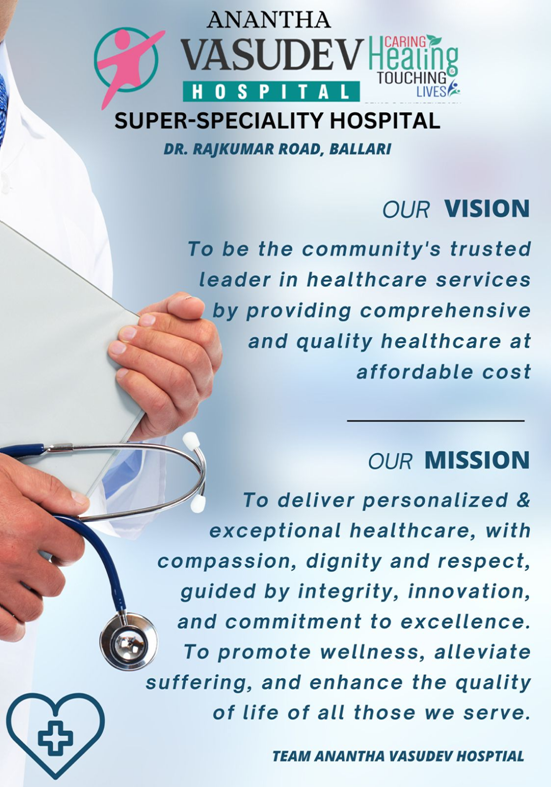 ANANTHA
VASUDEV
HOSPITAL
CARING
Healing
TOUCHING
LIVES
SUPER-SPECIALITY HOSPITAL
DR. RAJKUMAR ROAD, BALLARI
OUR VISION
To be the community's trusted
leader in healthcare services
by providing comprehensive
and quality healthcare at
affordable cost
OUR MISSION
To deliver personalized &
exceptional healthcare, with
compassion, dignity and respect,
guided by integrity, innovation,
and commitment to excellence.
To promote wellness, alleviate
suffering, and enhance the quality
of life of all those we serve.
TEAM ANANTHA VASUDEV HOSPTIAL